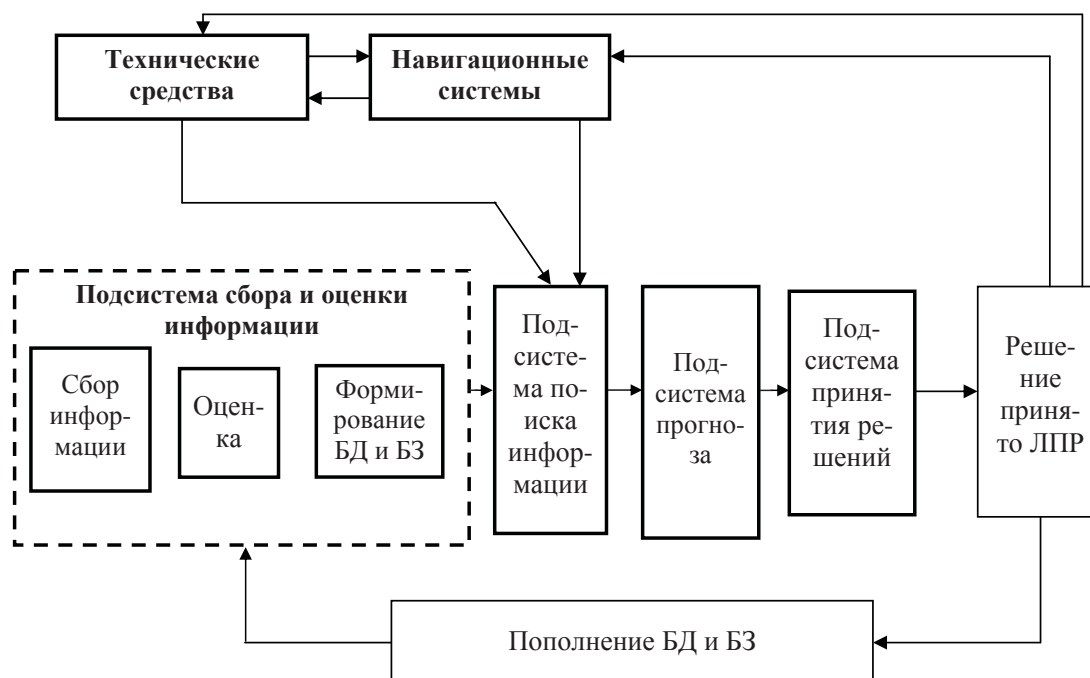 Технические
средства
Навигационные
системы
Подсистема сбора и оценки
информации
Сбор
инфор-
мации
Оцен-
ка
Форми-
рование
БД и БЗ
Под-
систе-
ма по-
иска
инфор-
мации
Под-
система
прогно-
за
Под-
система
приня-
тия ре-
шений
Реше-
ние
приня-
то ЛПР
Пополнение БД и БЗ